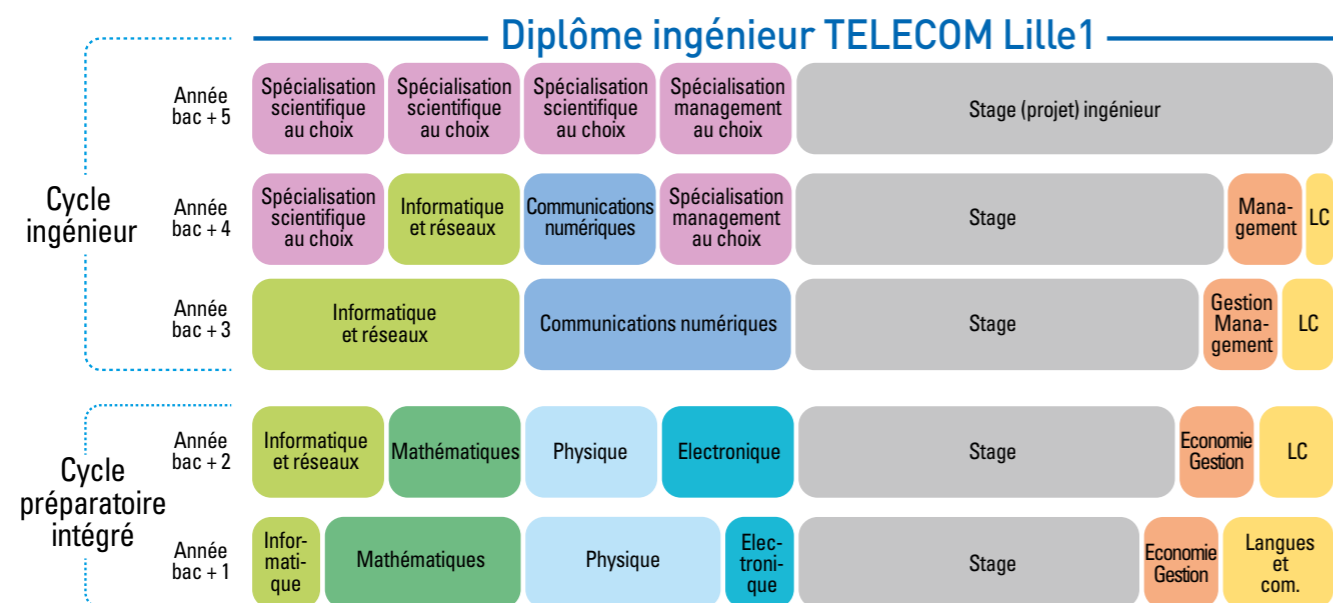 Diplôme ingénieur TELECOM Lille1
Cycle
ingénieur
Année
bac + 5
Spécialisation
scientifique
au choix
Spécialisation
scientifique
au choix
Spécialisation
scientifique
au choix
Spécialisation
management
au choix
Stage (projet) ingénieur
Année
bac + 4
Spécialisation
scientifique
au choix
Informatique
et réseaux
Communications
numériques
Spécialisation
management
au choix
Stage
Mana-
gement
LC
Année
bac + 3
Informatique
et réseaux
Communications numériques
Stage
Gestion
Mana-
gement
LC
Cycle
préparatoire
intégré
Année
bac + 2
Informatique
et réseaux
Mathématiques
Physique
Electronique
Stage
Economie
Gestion
LC
Année
bac + 1
Infor-
mati-
que
Mathématiques
Physique
Elec-
troni-
que
Stage
Economie
Gestion
Langues
et
com.